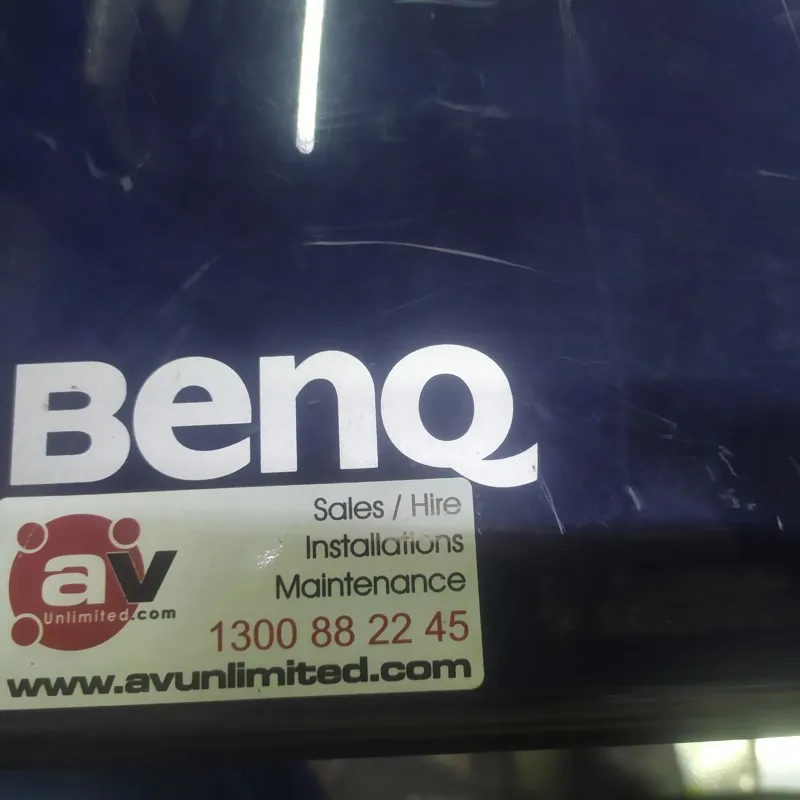 BenQ
av
Unlimited.com
Sales / Hire
Installations
Maintenance
1300 88 22 45
www.avunlimited.com